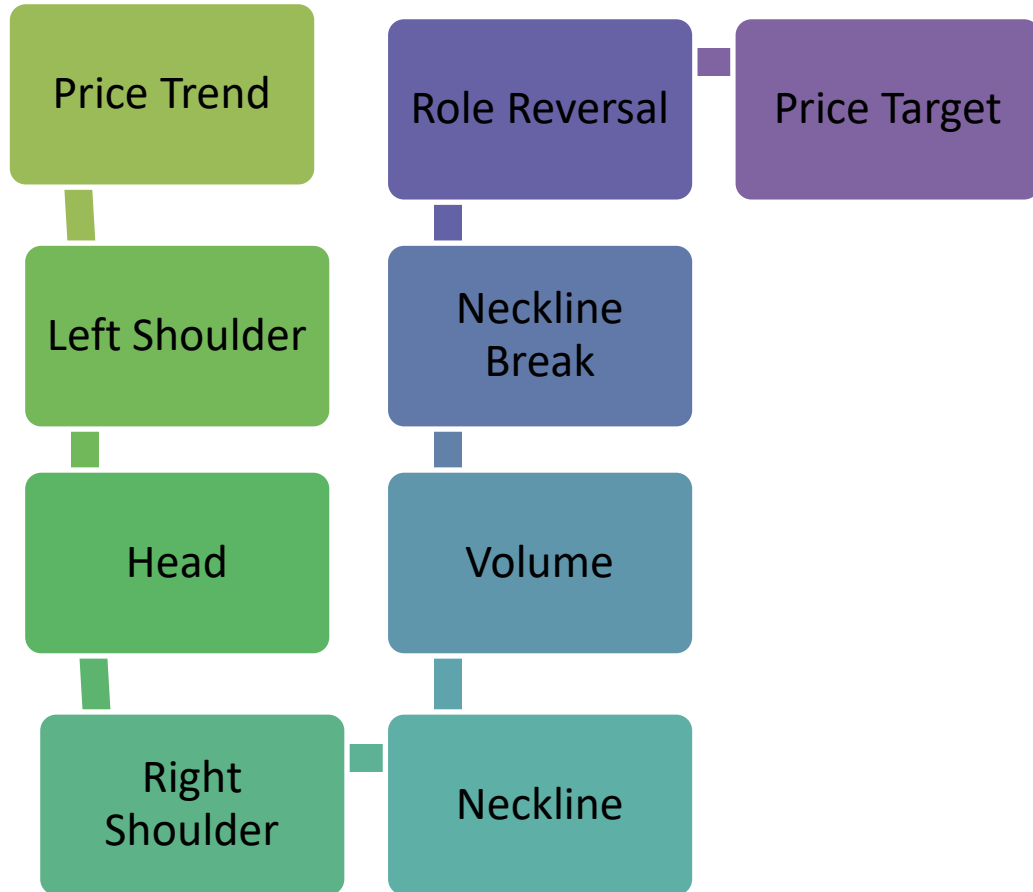 Price Trend
Left Shoulder
Head
Right
Shoulder
Neckline
Volume
Neckline
Break
Role Reversal
Price Target